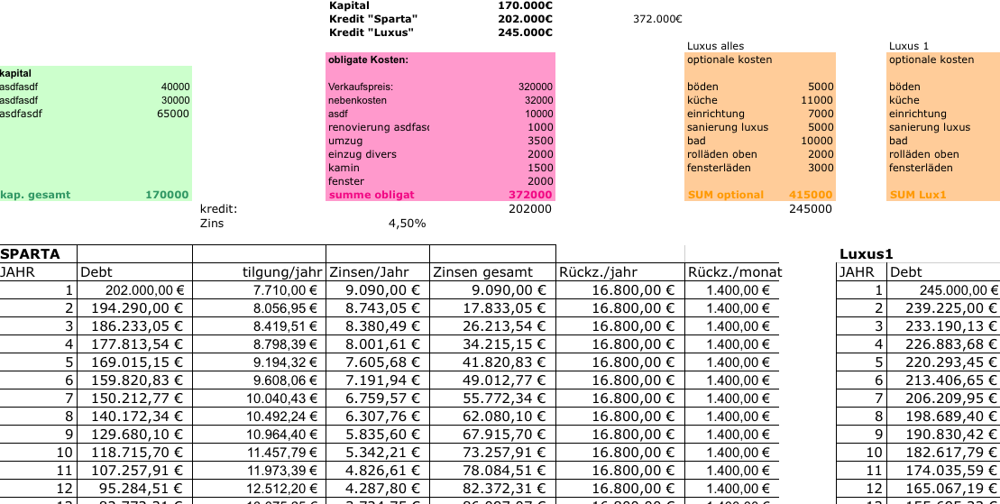 Kapital 170.000€
Kredit "Sparta" 202.000€ 372.000€
Kredit "Luxus" 245.000€
Luxus alles Luxus 1
obligate Kosten: optionale kosten optionale kosten
kapital
asdfasdf 40000 Verkaufspreis: 320000 böden 5000 böden
asdfasdf 30000 nebenkosten 32000 küche 11000 küche
asdfasdf 65000 asdf 10000 einrichtung 7000 einrichtung
renovierung asdfasc 1000 sanierung luxus 5000 sanierung luxus
umzug 3500 bad 10000 bad
einzug divers 2000 rolläden oben 2000 rolläden oben
kamin 1500 fensterläden 3000 fensterläden
fenster 2000
kap. gesamt 170000 summe obligat 372000 SUM optional 415000 SUM Lux1
kredit: 202000 245000
Zins 4,50%
SPARTA Luxus1
JAHR Debt tilgung/jahr Zinsen/Jahr Zinsen gesamt Rückz./jahr Rückz./monat JAHR Debt
1 202.000,00 € 7.710,00 € 9.090,00 € 9.090,00 € 16.800,00 € 1.400,00 € 1 245.000,00 €
2 194.290,00 € 8.056,95 € 8.743,05 € 17.833,05 € 16.800,00 € 1.400,00 € 2 239.225,00 €
3 186.233,05 € 8.419,51 € 8.380,49 € 26.213,54 € 16.800,00 € 1.400,00 € 3 233.190,13 €
4 177.813,54 € 8.798,39 € 8.001,61 € 34.215,15 € 16.800,00 € 1.400,00 € 4 226.883,68 €
5 169.015,15 € 9.194,32 € 7.605,68 € 41.820,83 € 16.800,00 € 1.400,00 € 5 220.293,45 €
6 159.820,83 € 9.608,06 € 7.191,94 € 49.012,77 € 16.800,00 € 1.400,00 € 6 213.406,65 €
7 150.212,77 € 10.040,43 € 6.759,57 € 55.772,34 € 16.800,00 € 1.400,00 € 7 206.209,95 €
8 140.172,34 € 10.492,24 € 6.307,76 € 62.080,10 € 16.800,00 € 1.400,00 € 8 198.689,40 €
9 129.680,10 € 10.964,40 € 5.835,60 € 67.915,70 € 16.800,00 € 1.400,00 € 9 190.830,42 €
10 118.715,70 € 11.457,79 € 5.342,21 € 73.257,91 € 16.800,00 € 1.400,00 € 10 182.617,79 €
11 107.257,91 € 11.973,39 € 4.826,61 € 78.084,51 € 16.800,00 € 1.400,00 € 11 174.035,59 €
12 95.284,51 € 12.512,20 € 4.287,80 € 82.372,31 € 16.800,00 € 1.400,00 € 12 165.067,19 €